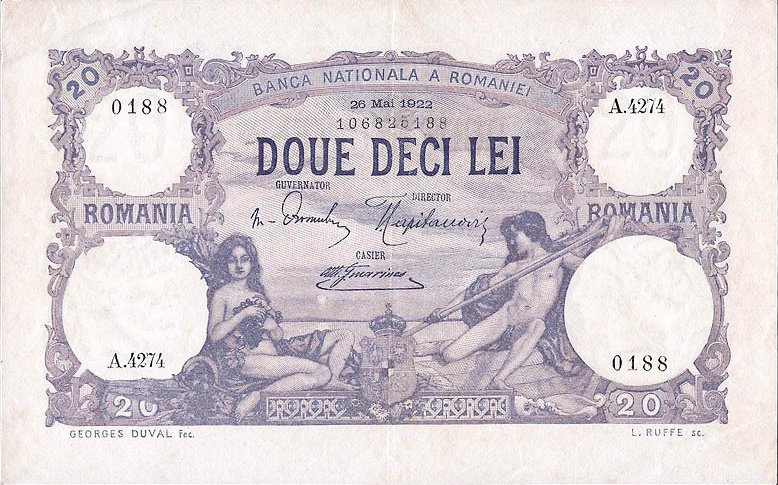 20
20
BANCA NATIONALA A ROMANIEI
26 Mai 1922
0188
A.4274
106825188
DOUE DECI LEI
GUVERNATOR
DIRECTOR
ROMANIA
ROMANIA
CASIER
A.4274
0188
20
20
GEORGES DUVAL Fec.
L. RUFFE sc.